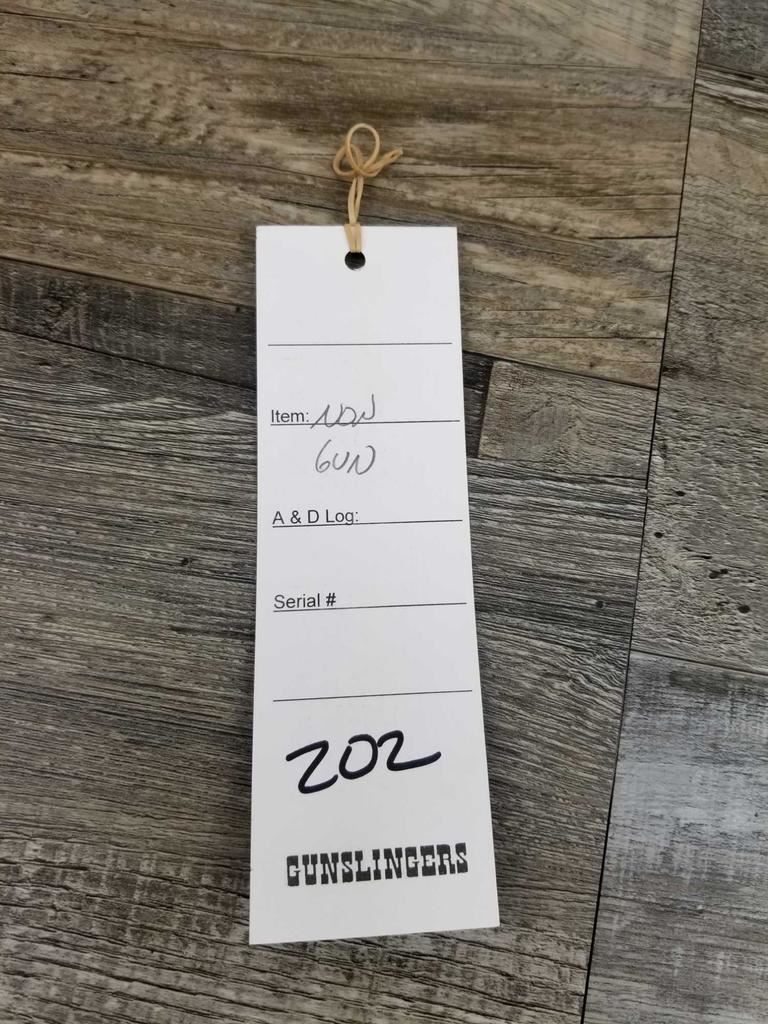 Item: NON
GUN
A & D Log:
Serial #
202
GUNSLINGERS